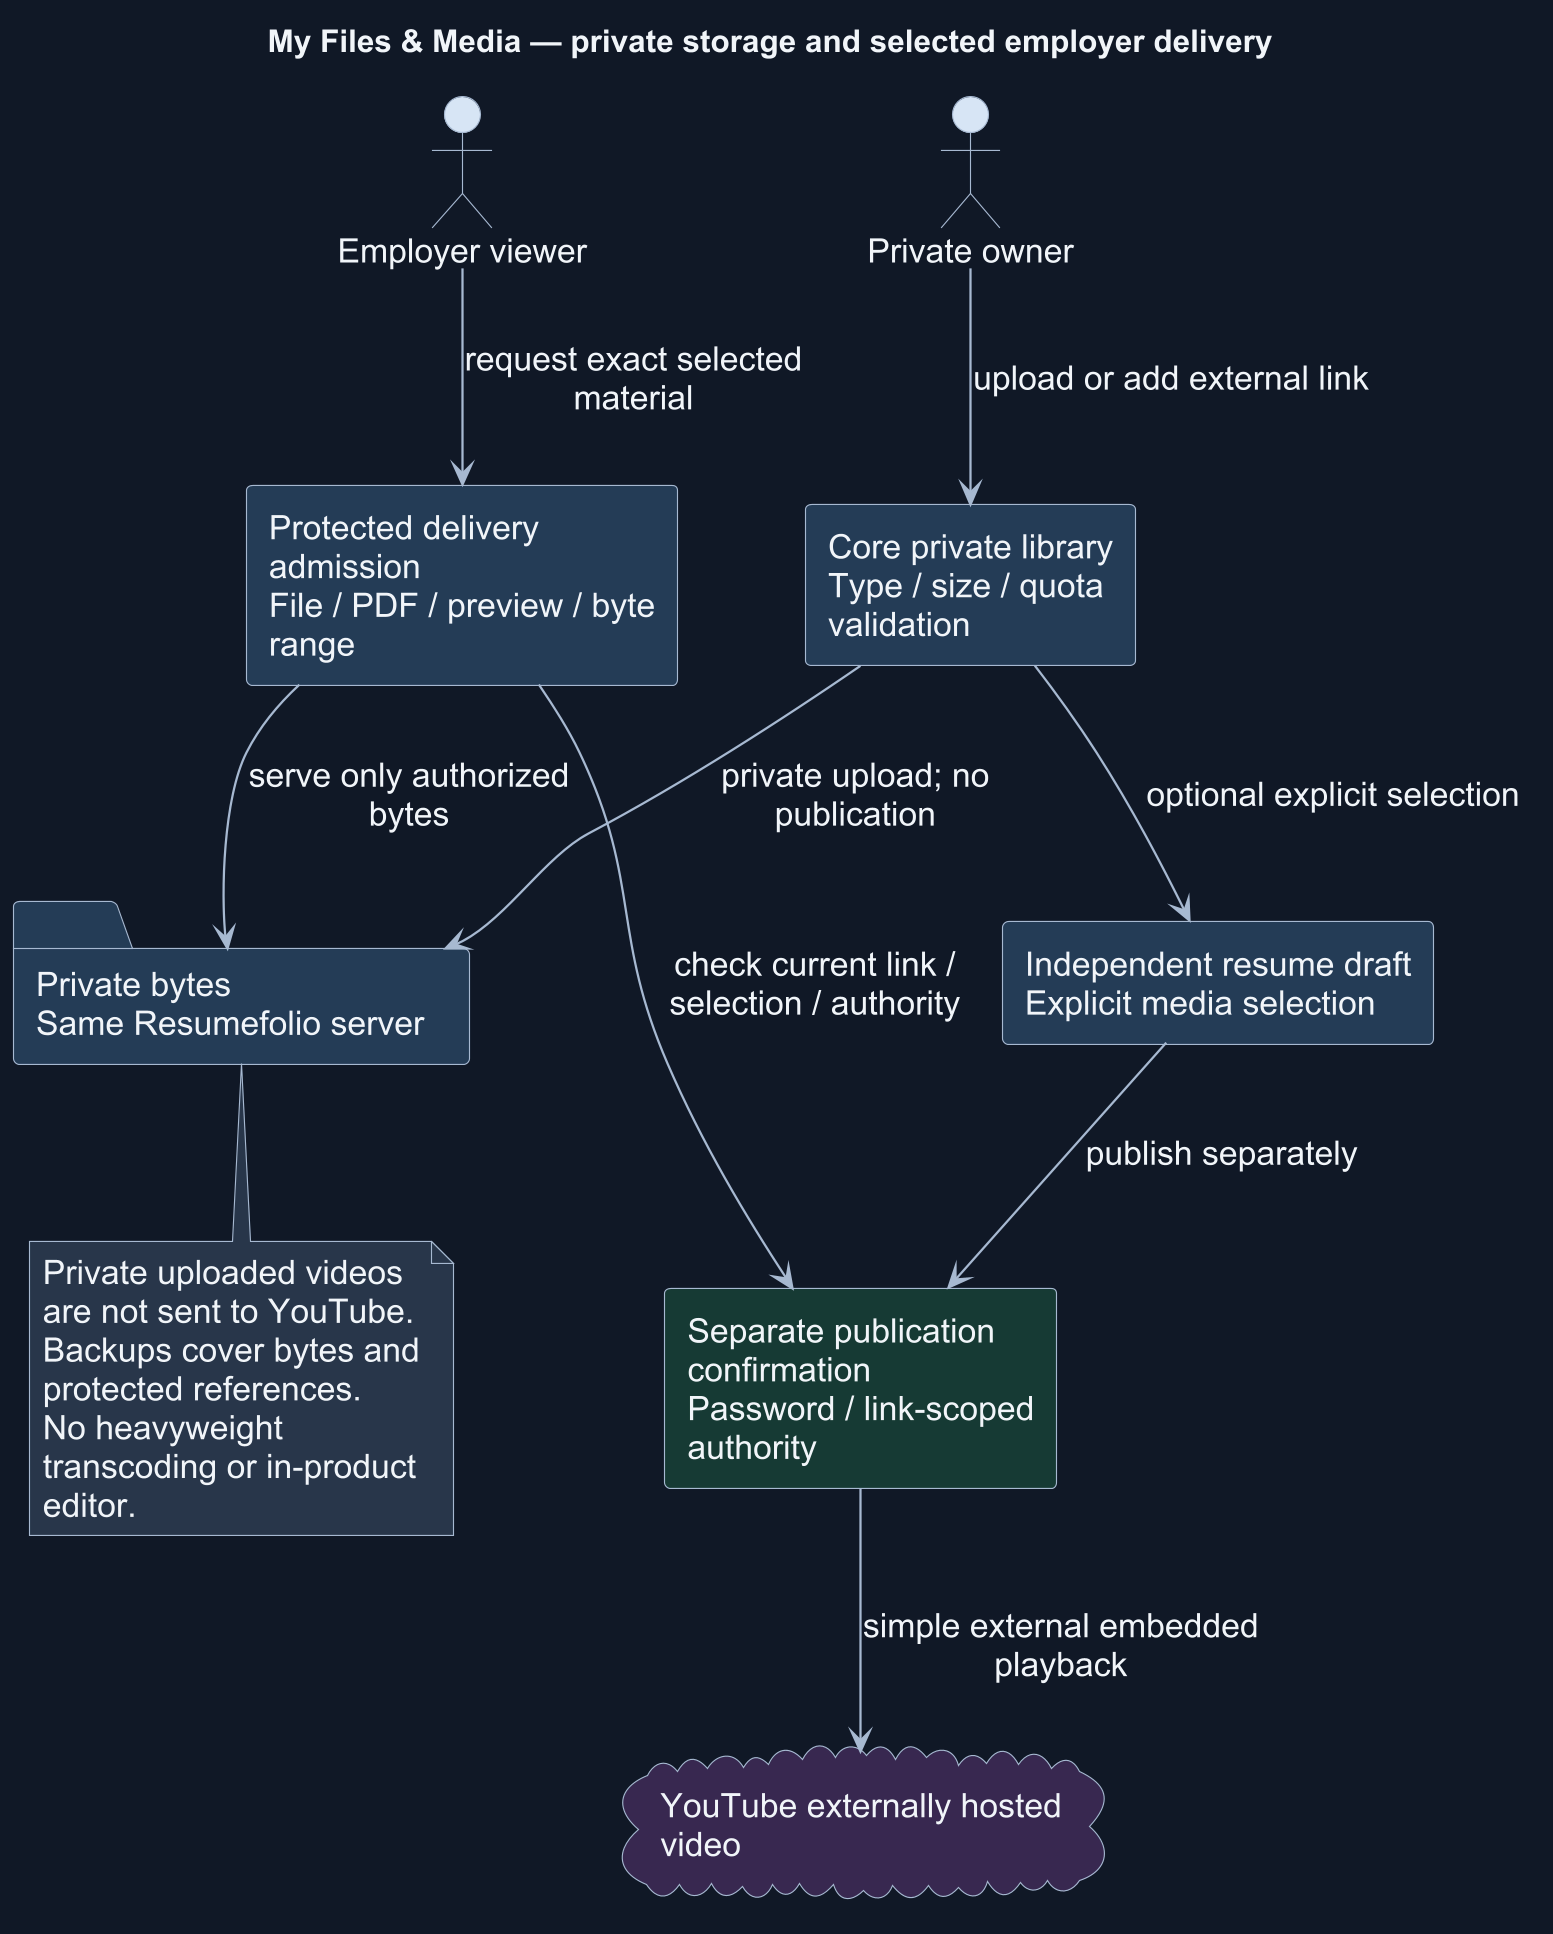 My Files & Media — private storage and selected employer delivery
Employer viewer
Private owner
request exact selected
material
upload or add external link
Protected delivery
admission
File / PDF / preview / byte
range
Core private library
Type / size / quota
validation
serve only authorized
bytes
private upload; no
publication
optional explicit selection
Private bytes
Same Resumefolio server
check current link /
selection / authority
Independent resume draft
Explicit media selection
publish separately
Private uploaded videos
are not sent to YouTube.
Backups cover bytes and
protected references.
No heavyweight
transcoding or in-product
editor.
Separate publication
confirmation
Password / link-scoped
authority
simple external embedded
playback
YouTube externally hosted
video